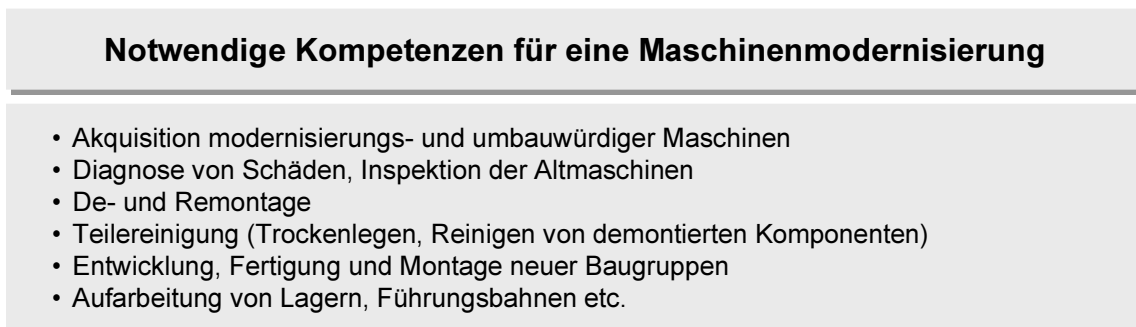 Notwendige Kompetenzen für eine Maschinenmodernisierung
• Akquisition modernisierungs- und umbauwürdiger Maschinen
• Diagnose von Schäden, Inspektion der Altmaschinen
• De- und Remontage
• Teilereinigung (Trockenlegen, Reinigen von demontierten Komponenten)
• Entwicklung, Fertigung und Montage neuer Baugruppen
• Aufarbeitung von Lagern, Führungsbahnen etc.